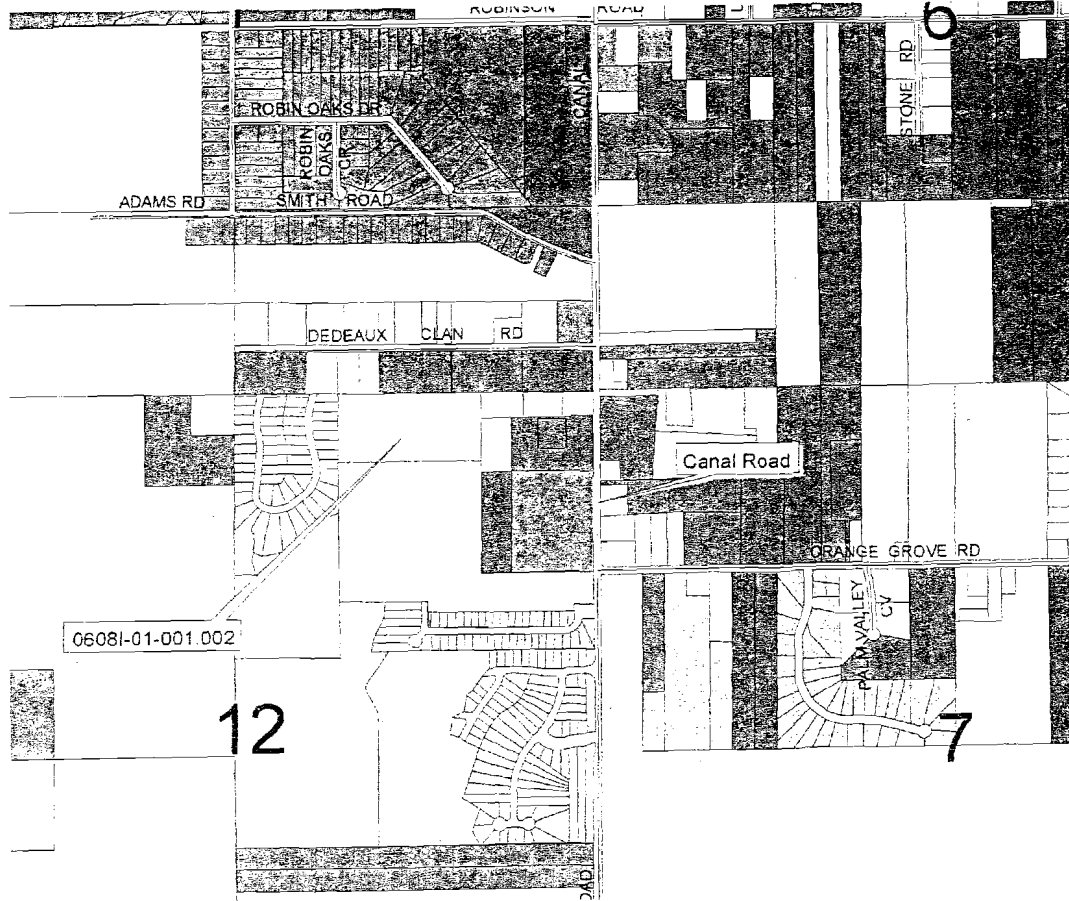 ROBINSON ROAD
6
CANAL
STONE RD
ROBIN OAKS DR
ROBIN OAKS CR
ADAMS RD
SMITH ROAD
DEDEAUX CLAN RD
Canal Road
ORANGE GROVE RD
PALM VALLEY CV
0608I-01-001.002
12
7